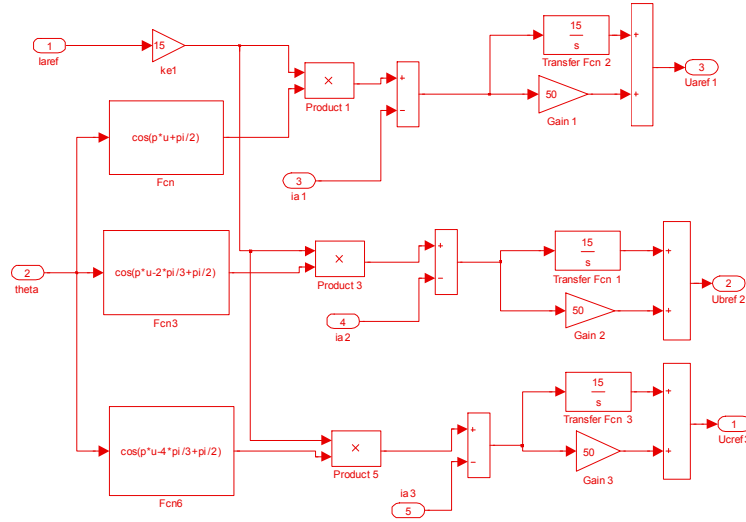 1
Iaref
15
ke1
×
Product 1
+
−
15
s
Transfer Fcn 2
50
Gain 1
+
+
3
Uaref 1
cos(p*u+pi/2)
Fcn
3
ia 1
2
theta
cos(p*u-2*pi/3+pi/2)
Fcn3
×
Product 3
+
−
4
ia 2
15
s
Transfer Fcn 1
50
Gain 2
+
+
2
Ubref 2
cos(p*u-4*pi/3+pi/2)
Fcn6
×
Product 5
+
−
ia 3
5
15
s
Transfer Fcn 3
50
Gain 3
+
+
1
Ucref 3